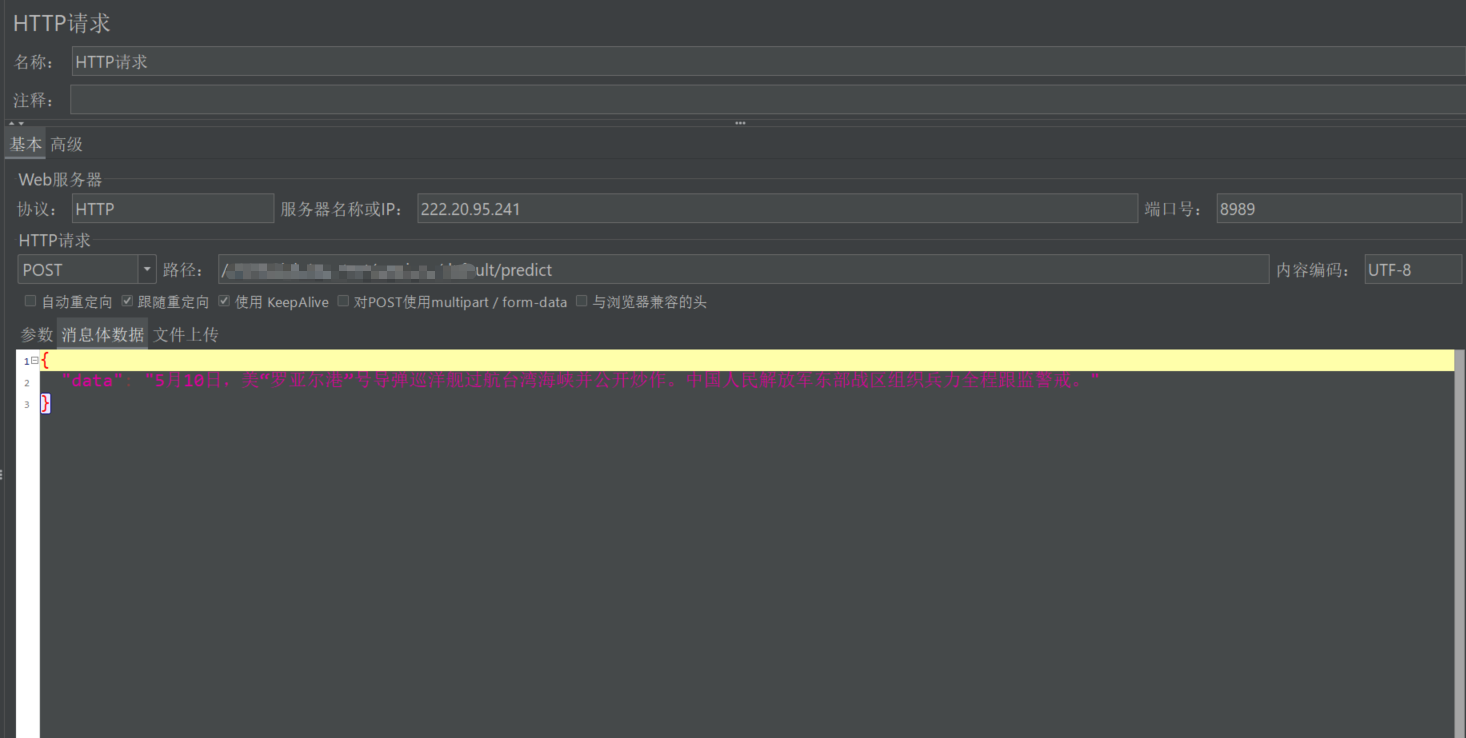 HTTP请求
名称： HTTP请求
注释：
基本 高级
Web服务器
协议： HTTP 服务器名称或IP： 222.20.95.241 端口号： 8989
HTTP请求
POST 路径： / ult/predict 内容编码： UTF-8
自动重定向 跟随重定向 使用 KeepAlive 对POST使用multipart / form-data 与浏览器兼容的头
参数 消息体数据 文件上传
1 {
2 "data": "5月10日，美“罗亚尔港”号导弹巡洋舰过航台湾海峡并公开炒作。中国人民解放军东部战区组织兵力全程跟监警戒。"
3 }